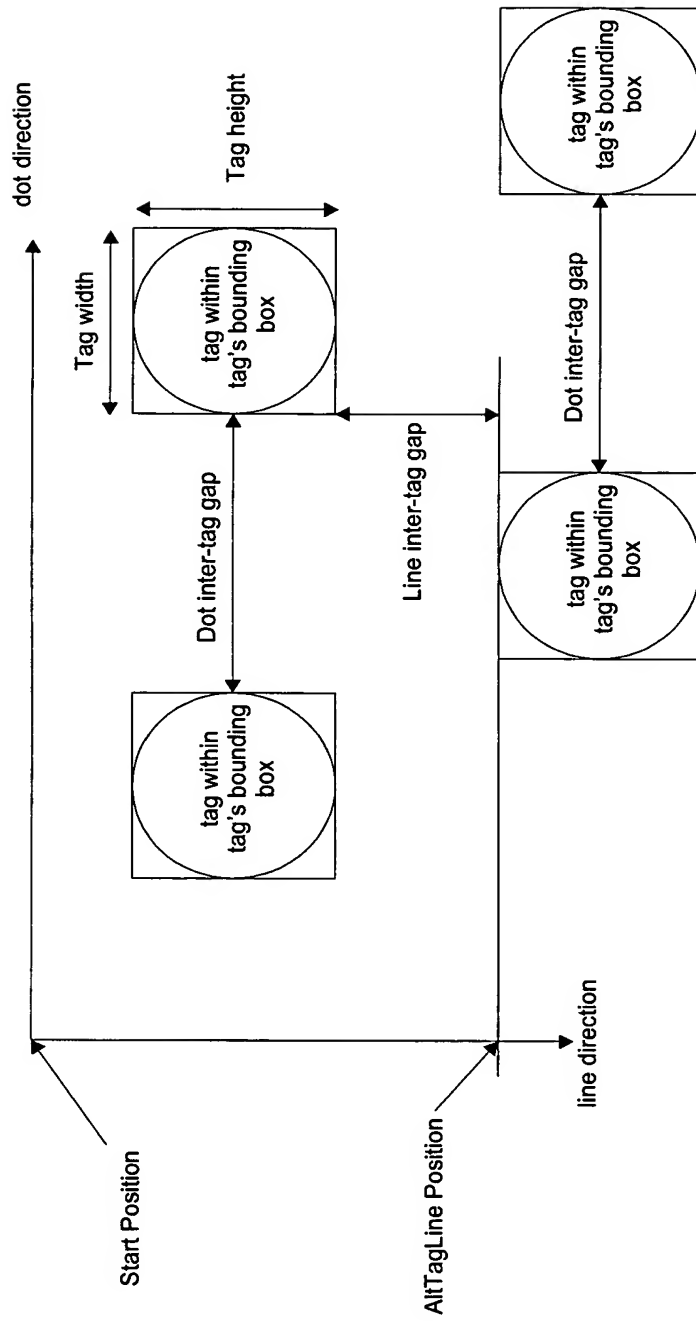 dot direction
Tag height
Tag width
tag within
tag's bounding
box
Dot inter-tag gap
tag within
tag's bounding
box
Line inter-tag gap
tag within
tag's bounding
box
Dot inter-tag gap
tag within
tag's bounding
box
Start Position
AltTagLine Position
line direction